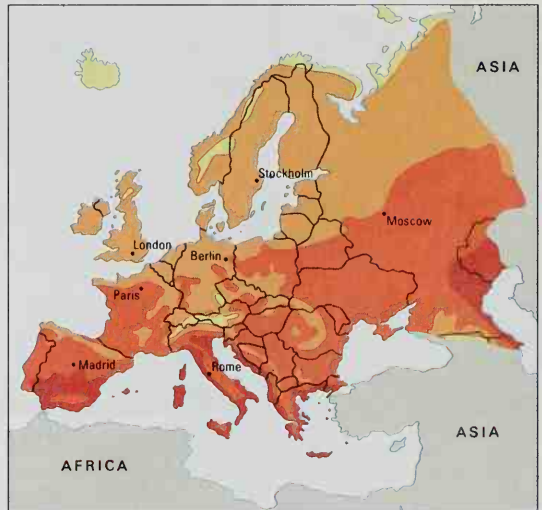 ASIA
Stockholm
Moscow
London
Berlin
Paris
Madrid
Rome
ASIA
AFRICA